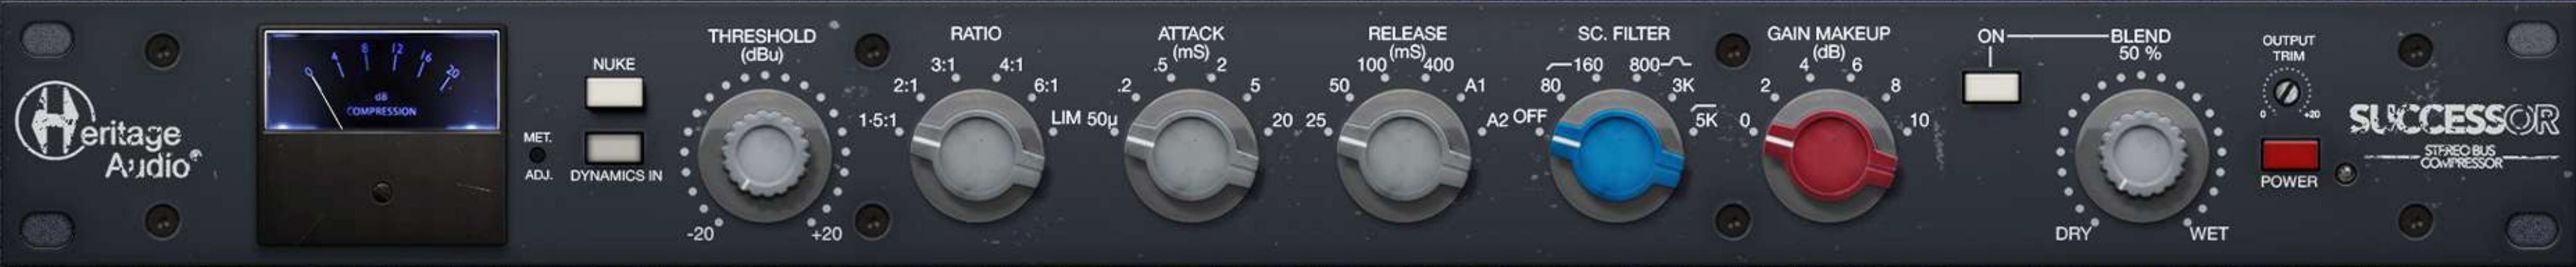 Heritage
Audio®
0 4 8 12 16 20
dB
COMPRESSION
MET.
ADJ.
NUKE
DYNAMICS IN
THRESHOLD
(dBu)
-20 +20
RATIO
1·5:1 2:1 3:1 4:1 6:1 LIM
ATTACK
(mS)
50µ .2 .5 2 5 20
RELEASE
(mS)
25 50 100 400 A1 A2
SC. FILTER
OFF 80 160 800 3K 5K
GAIN MAKEUP
(dB)
0 2 4 6 8 10
ON
BLEND
50 %
DRY WET
OUTPUT
TRIM
0 +20
POWER
SUCCESSOR
STEREO BUS
COMPRESSOR